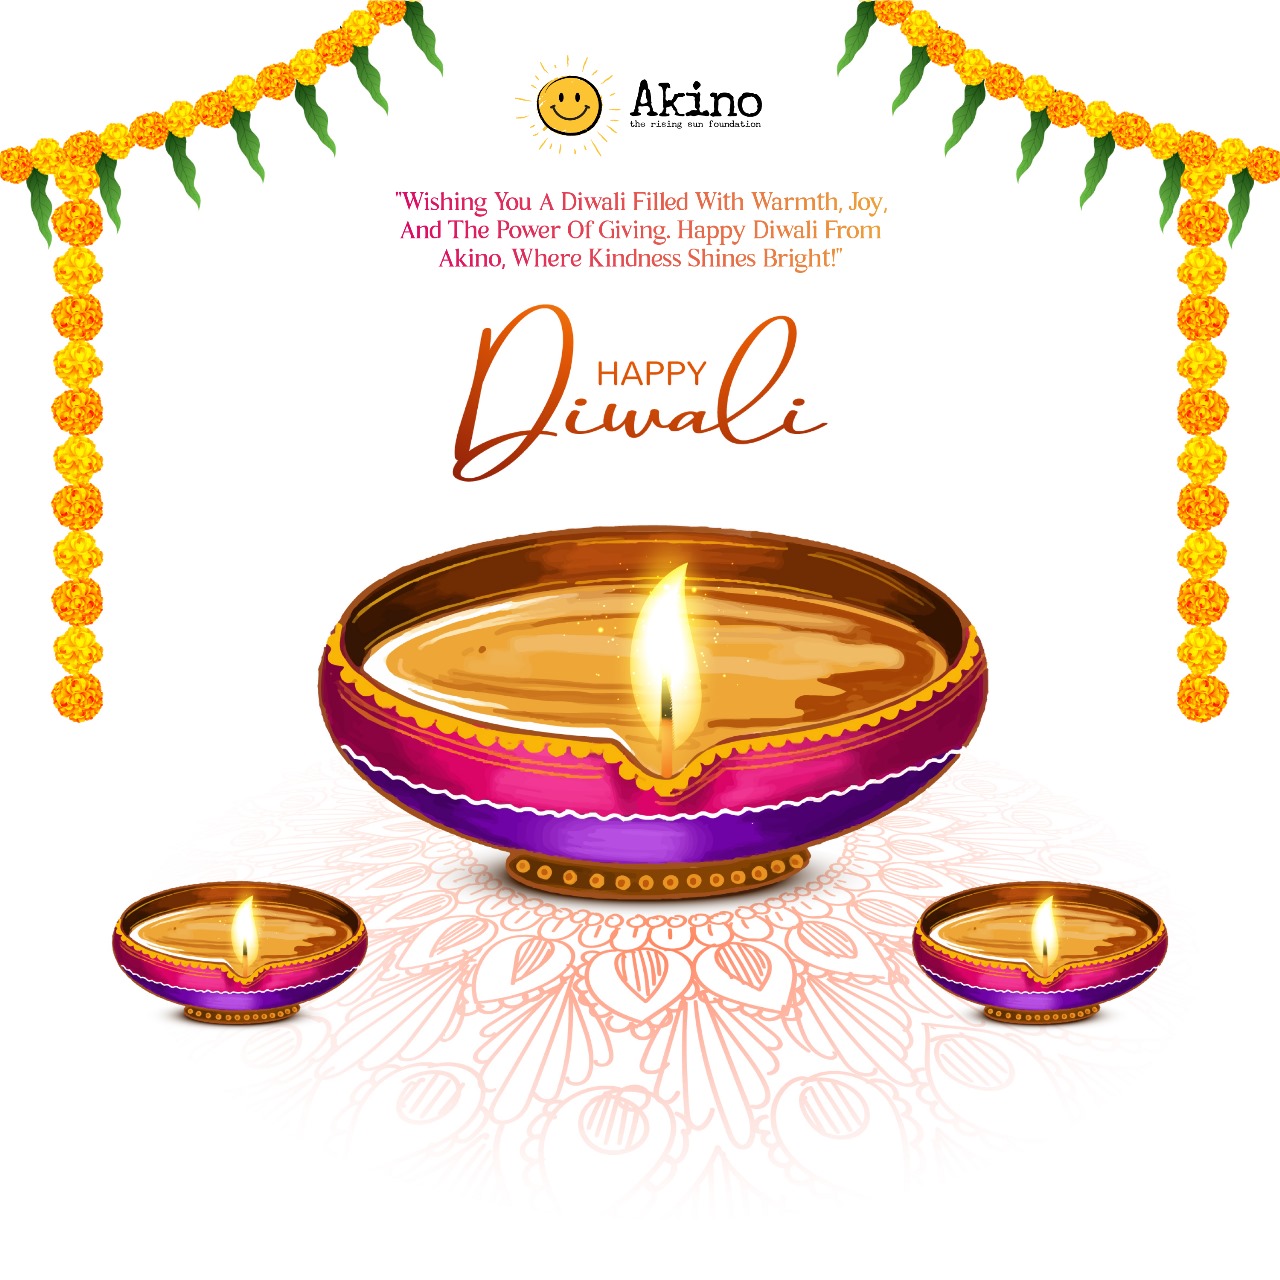 Akino
the rising sun foundation
"Wishing You A Diwali Filled With Warmth, Joy,
And The Power Of Giving. Happy Diwali From
Akino, Where Kindness Shines Bright!"
HAPPY
Diwali